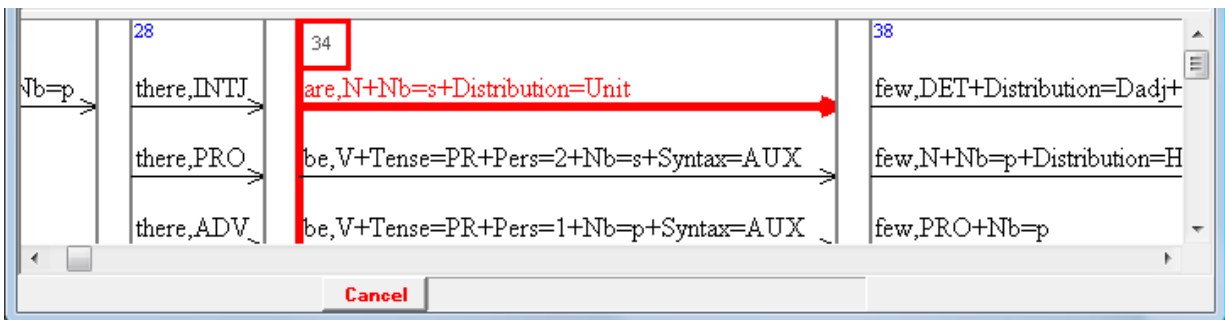 28 34 38
Nb=p there,INTJ are,N+Nb=s+Distribution=Unit few,DET+Distribution=Dadj+
there,PRO be,V+Tense=PR+Pers=2+Nb=s+Syntax=AUX few,N+Nb=p+Distribution=H
there,ADV be,V+Tense=PR+Pers=1+Nb=p+Syntax=AUX few,PRO+Nb=p
Cancel